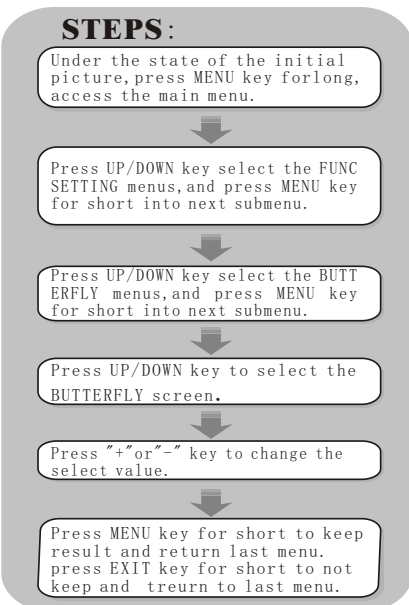 STEPS:
Under the state of the initial
picture,press MENU key forlong,
access the main menu.
Press UP/DOWN key select the FUNC
SETTING menus,and press MENU key
for short into next submenu.
Press UP/DOWN key select the BUTT
ERFLY menus,and press MENU key
for short into next submenu.
Press UP/DOWN key to select the
BUTTERFLY screen.
Press "+"or"-" key to change the
select value.
Press MENU key for short to keep
result and return last menu.
press EXIT key for short to not
keep and treurn to last menu.